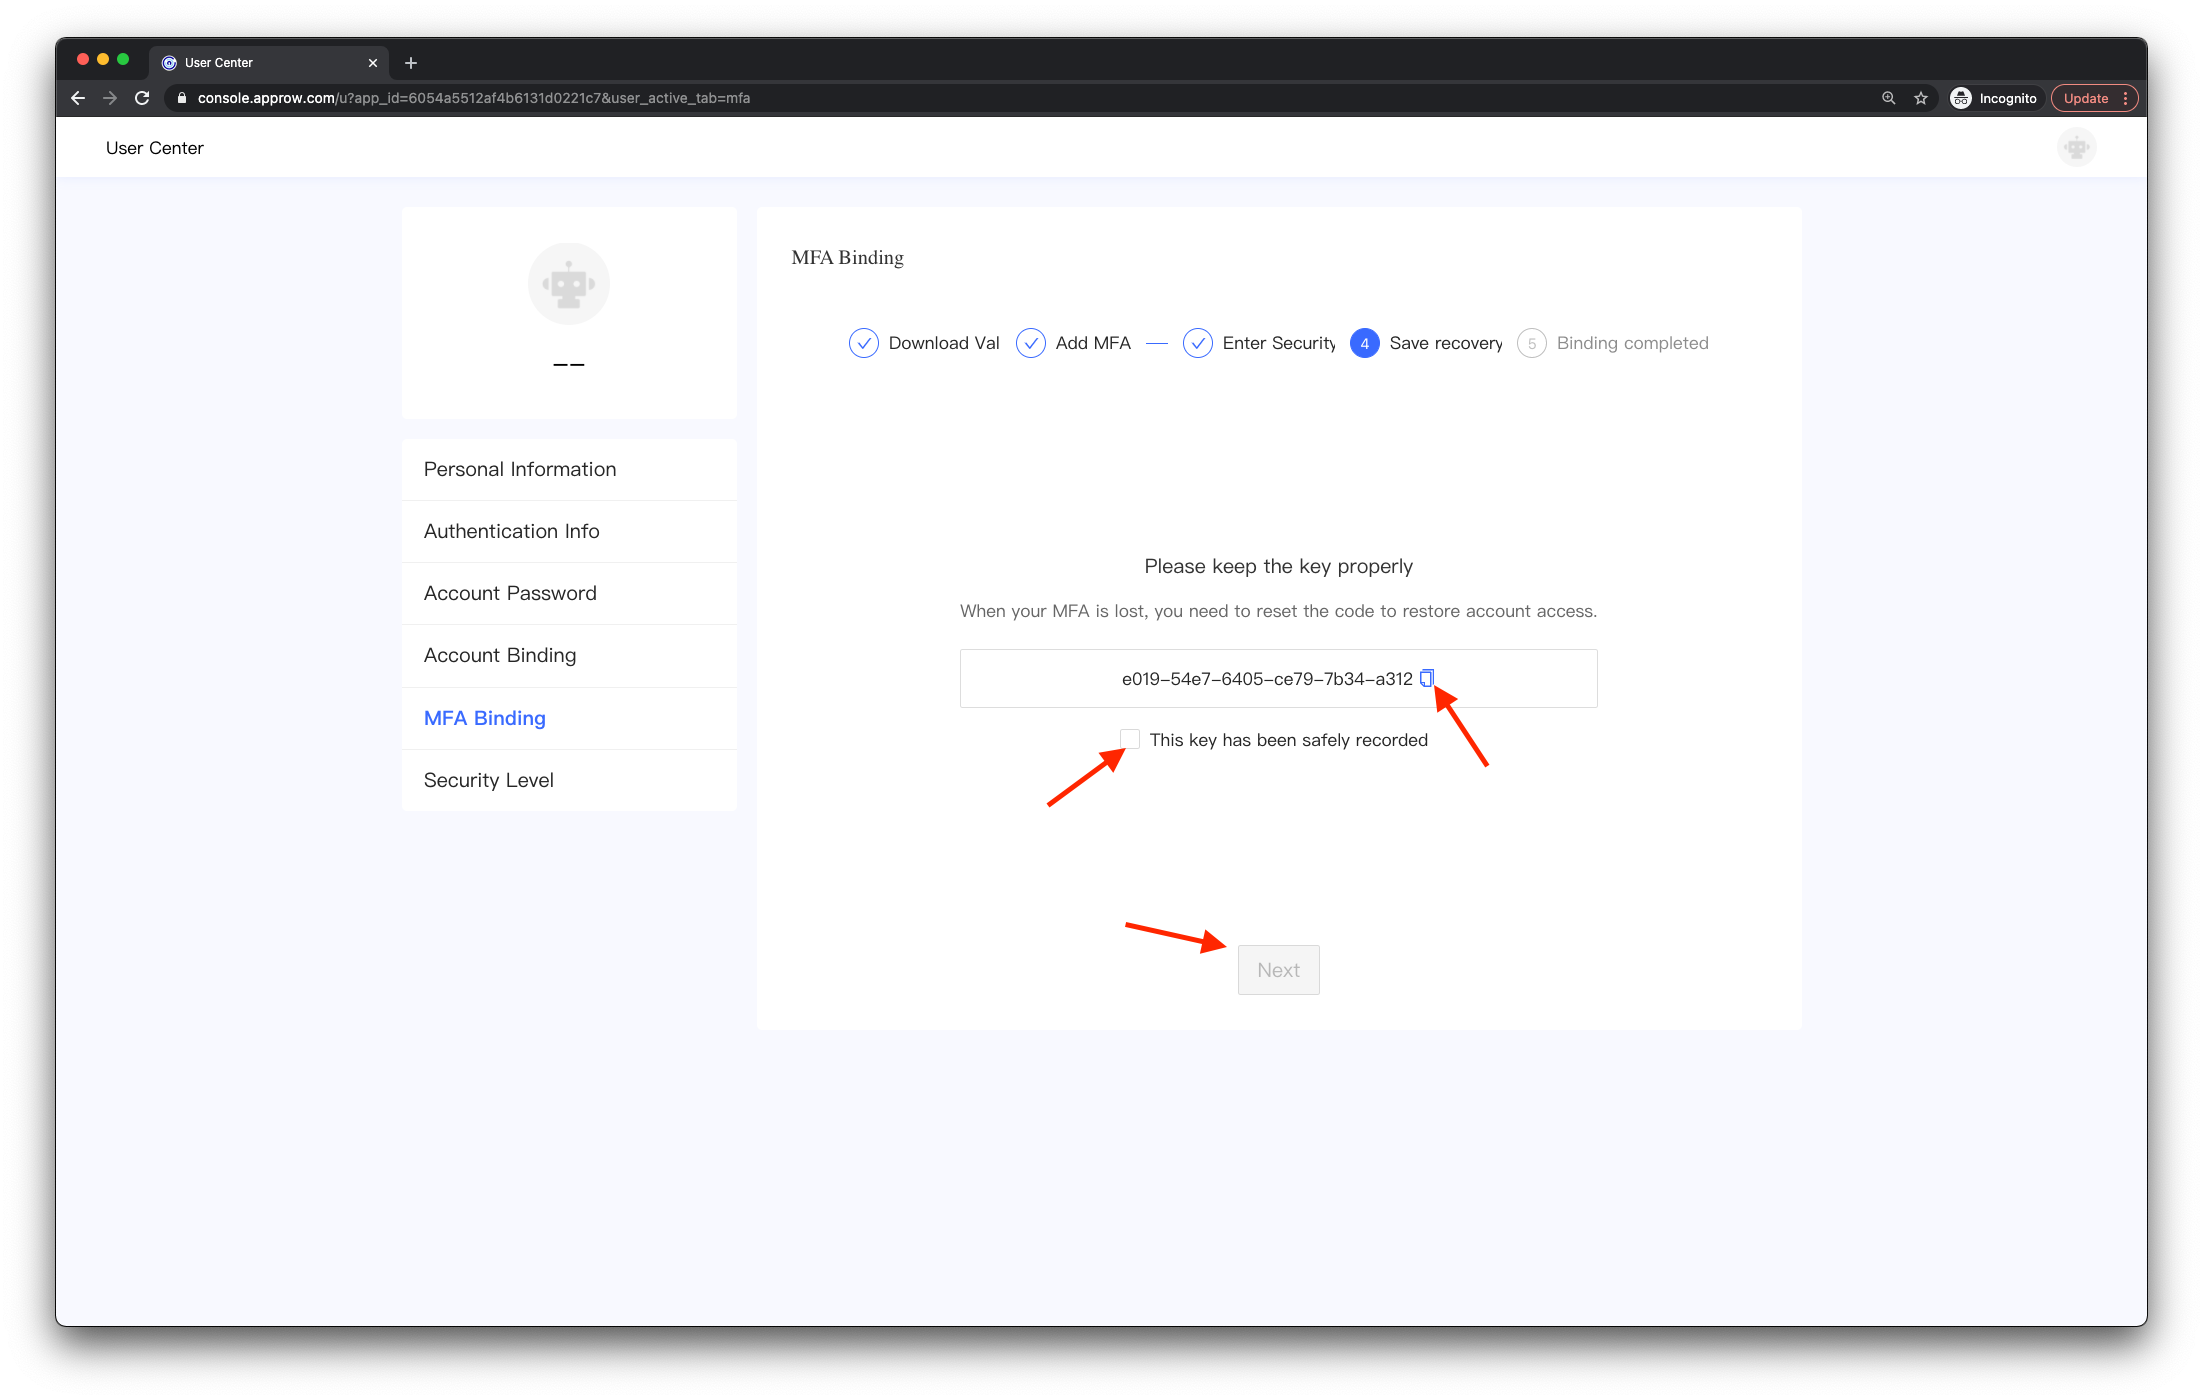 User Center
console.approw.com/u?app_id=6054a5512af4b6131d0221c7&user_active_tab=mfa
Incognito
Update
User Center
——
Personal Information
Authentication Info
Account Password
Account Binding
MFA Binding
Security Level
MFA Binding
Download Val
Add MFA
Enter Security
4 Save recovery
5 Binding completed
Please keep the key properly
When your MFA is lost, you need to reset the code to restore account access.
e019-54e7-6405-ce79-7b34-a312
This key has been safely recorded
Next